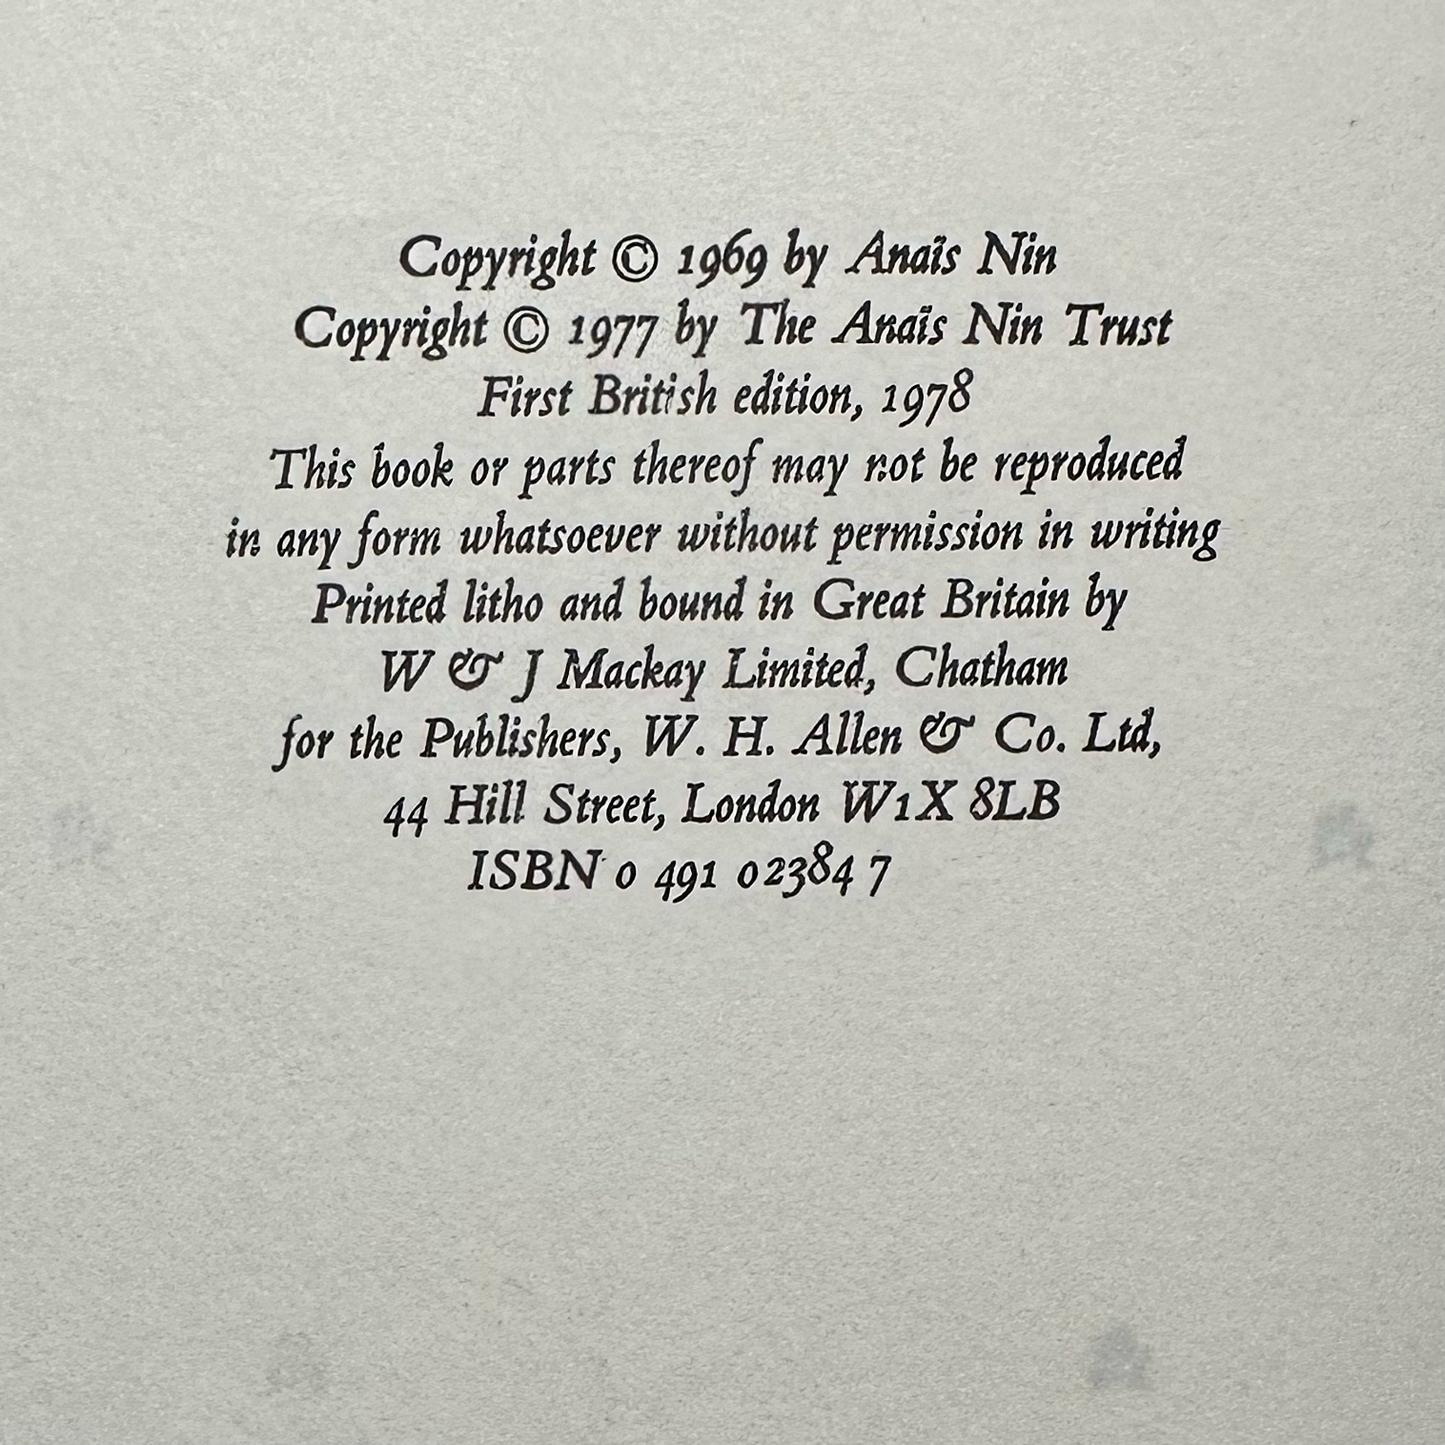 Copyright © 1969 by Anaïs Nin
Copyright © 1977 by The Anaïs Nin Trust
First British edition, 1978
This book or parts thereof may not be reproduced
in any form whatsoever without permission in writing
Printed litho and bound in Great Britain by
W & J Mackay Limited, Chatham
for the Publishers, W. H. Allen & Co. Ltd,
44 Hill Street, London W1X 8LB
ISBN 0 491 02384 7